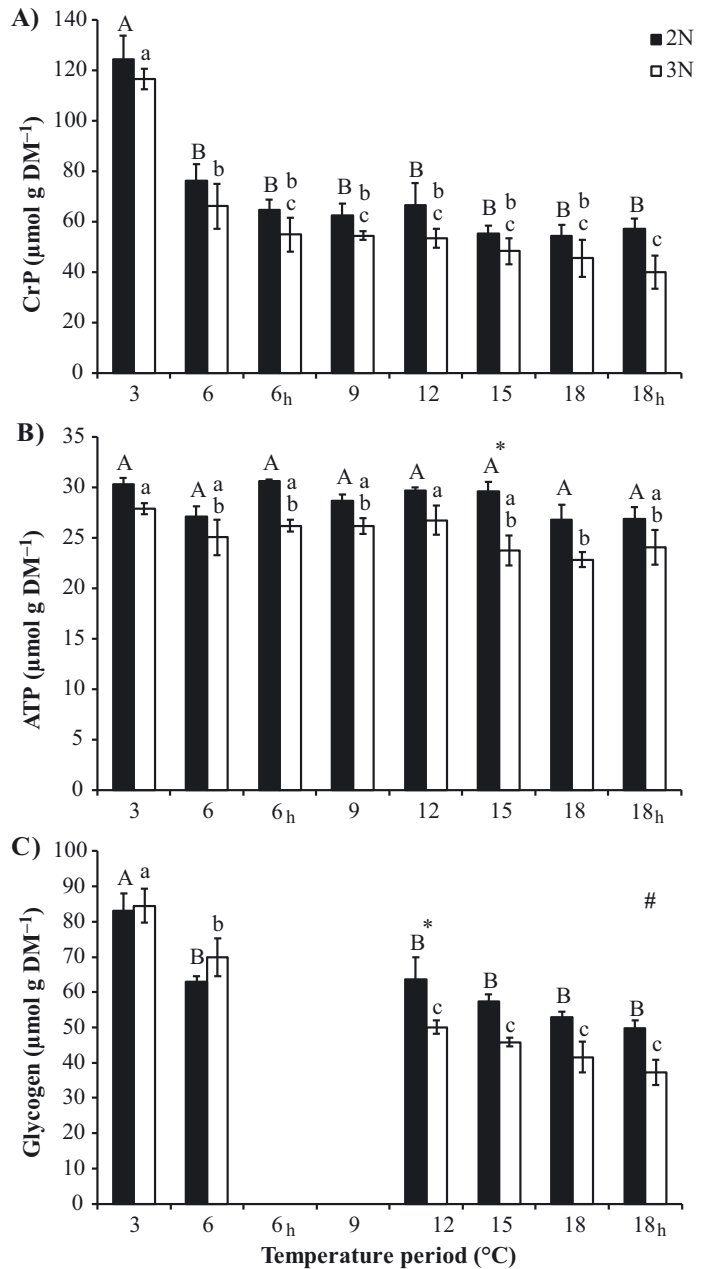 A)
CrP (µmol g DM⁻¹)
140
120
100
80
60
40
20
0
2N
3N
A a
B b
B b c
B b c
B b c
B b c
B b c
B c
3 6 6h 9 12 15 18 18h
B)
ATP (µmol g DM⁻¹)
35
30
25
20
15
10
5
0
*
A a
A a b
A a b
A a b
A a
A a b
A b
A a b
3 6 6h 9 12 15 18 18h
C)
Glycogen (µmol g DM⁻¹)
100
90
80
70
60
50
40
30
20
10
0
#
*
A a
B b
B c
B c
B c
B c
3 6 6h 9 12 15 18 18h
Temperature period (°C)